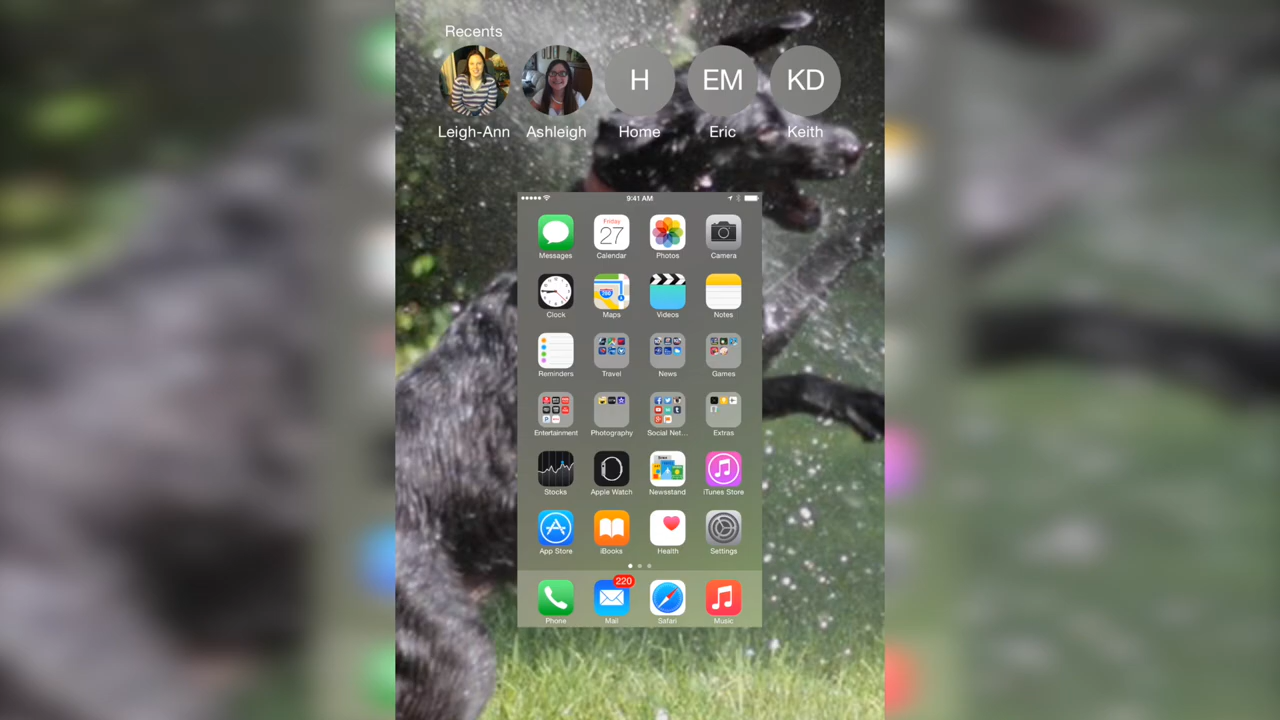 Recents
H EM KD
Leigh-Ann Ashleigh Home Eric Keith
9:41 AM
Friday
27
Messages Calendar Photos Camera
280
Clock Maps Videos Notes
Reminders Travel News Games
Entertainment Photography Social Net... Extras
Stocks Apple Watch Newsstand iTunes Store
App Store iBooks Health Settings
220
Phone Mail Safari Music